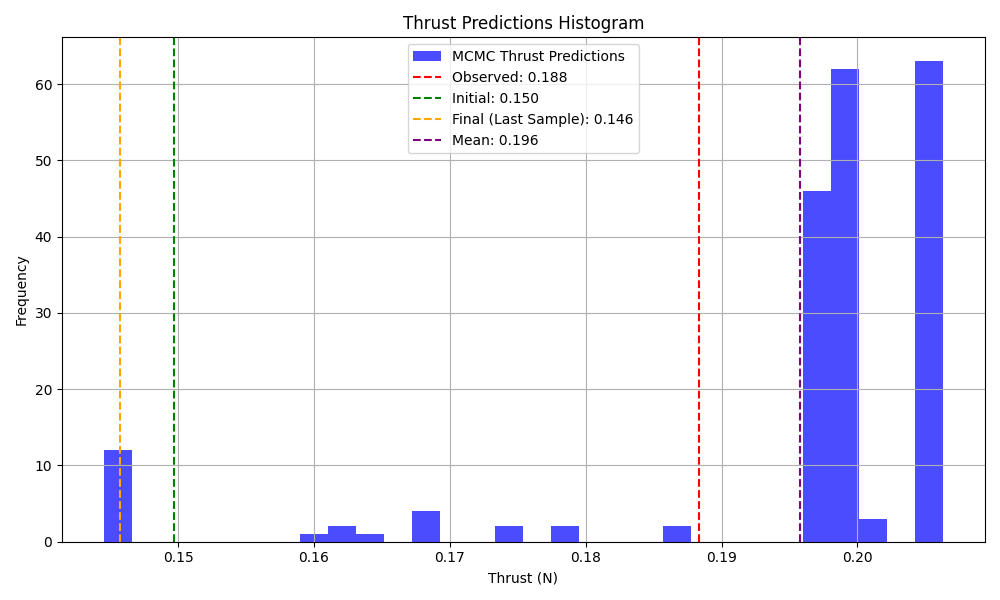 Thrust Predictions Histogram
MCMC Thrust Predictions
Observed: 0.188
Initial: 0.150
Final (Last Sample): 0.146
Mean: 0.196
Frequency
60
50
40
30
20
10
0
0.15 0.16 0.17 0.18 0.19 0.20
Thrust (N)